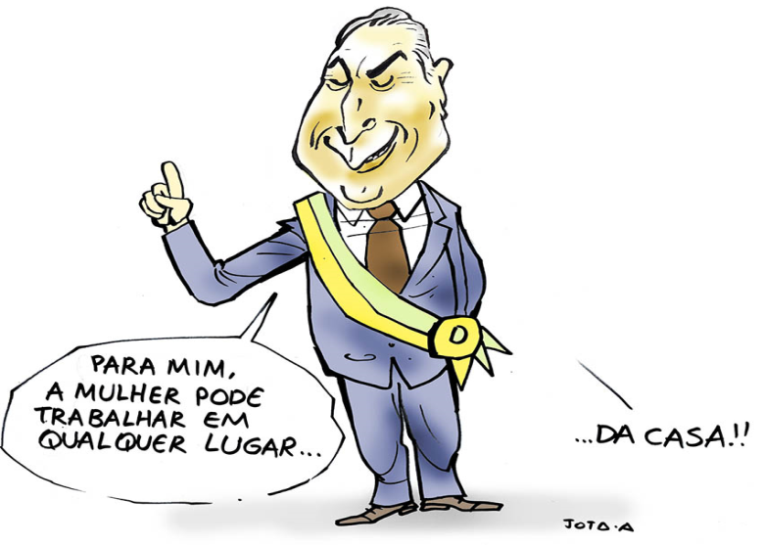 PARA MIM,
A MULHER PODE
TRABALHAR EM
QUALQUER LUGAR...
...DA CASA!!
JOTA.A